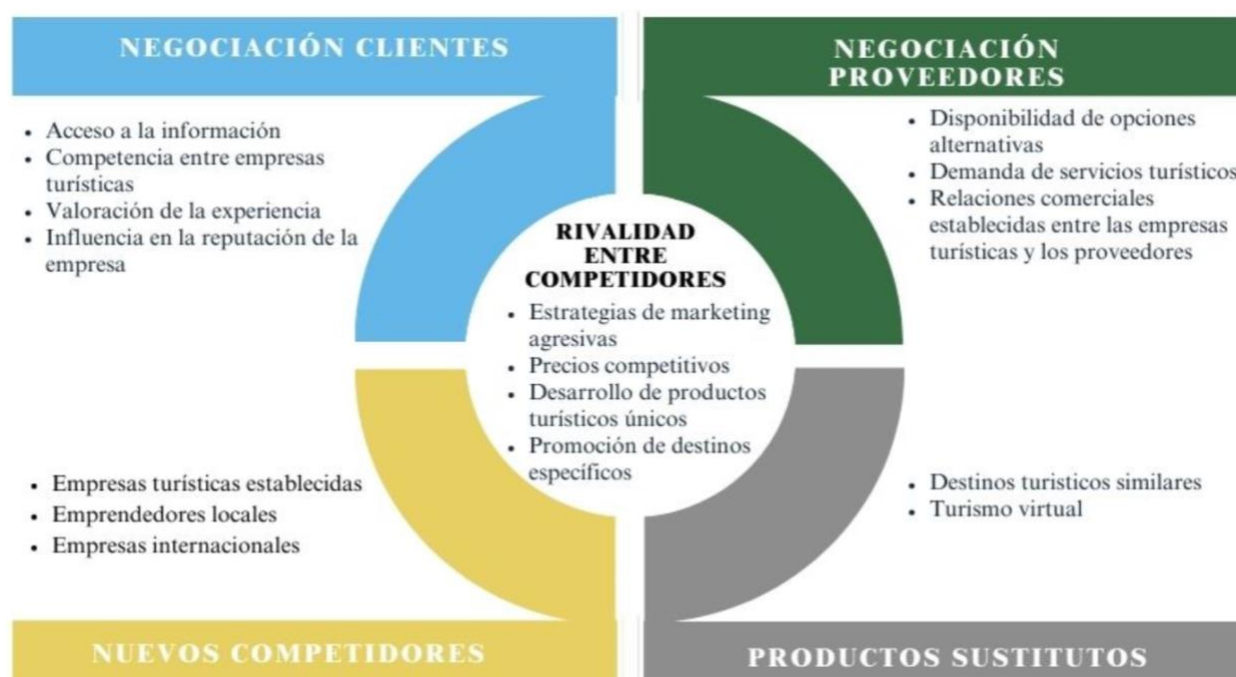 NEGOCIACIÓN CLIENTES
• Acceso a la información
• Competencia entre empresas
turísticas
• Valoración de la experiencia
• Influencia en la reputación de la
empresa
NEGOCIACIÓN
PROVEEDORES
• Disponibilidad de opciones
alternativas
• Demanda de servicios turísticos
• Relaciones comerciales
establecidas entre las empresas
turísticas y los proveedores
RIVALIDAD
ENTRE
COMPETIDORES
• Estrategias de marketing
agresivas
• Precios competitivos
• Desarrollo de productos
turísticos únicos
• Promoción de destinos
específicos
• Empresas turísticas establecidas
• Emprendedores locales
• Empresas internacionales
NUEVOS COMPETIDORES
• Destinos turisticos similares
• Turismo virtual
PRODUCTOS SUSTITUTOS